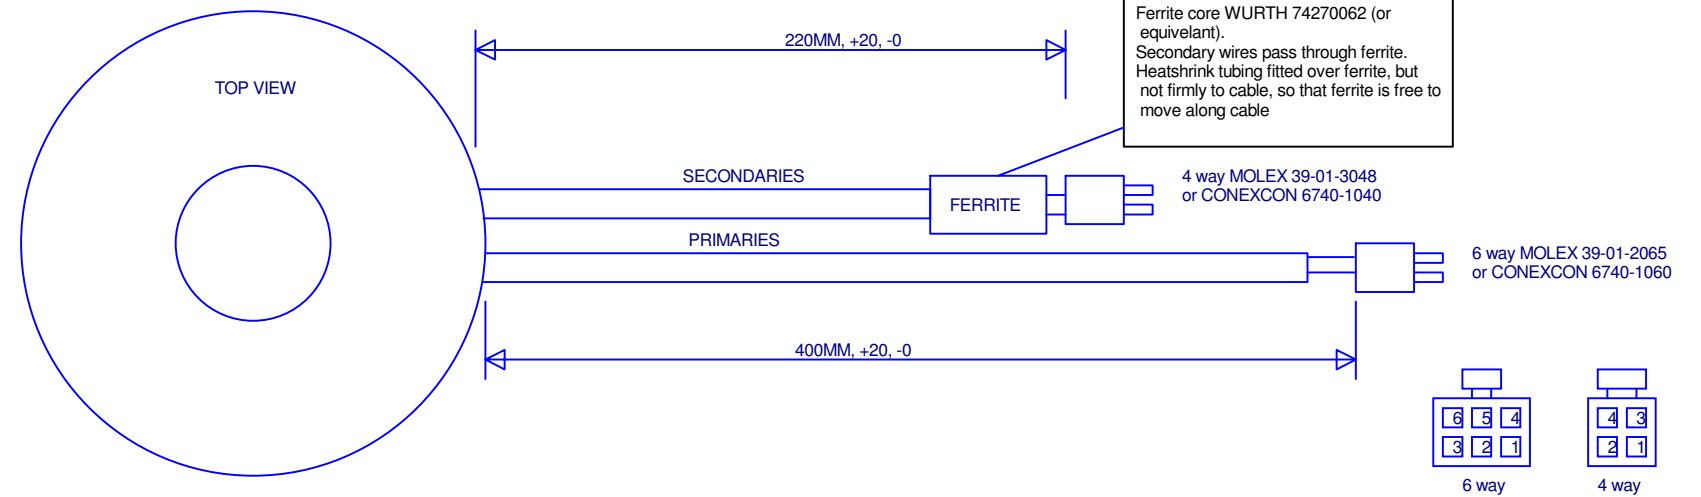 Ferrite core WURTH 74270062 (or
equivelant).
Secondary wires pass through ferrite.
Heatshrink tubing fitted over ferrite, but
not firmly to cable, so that ferrite is free to
move along cable
220MM, +20, -0
TOP VIEW
SECONDARIES
FERRITE
4 way MOLEX 39-01-3048
or CONEXCON 6740-1040
PRIMARIES
6 way MOLEX 39-01-2065
or CONEXCON 6740-1060
400MM, +20, -0
6 5 4
3 2 1
6 way
4 3
2 1
4 way